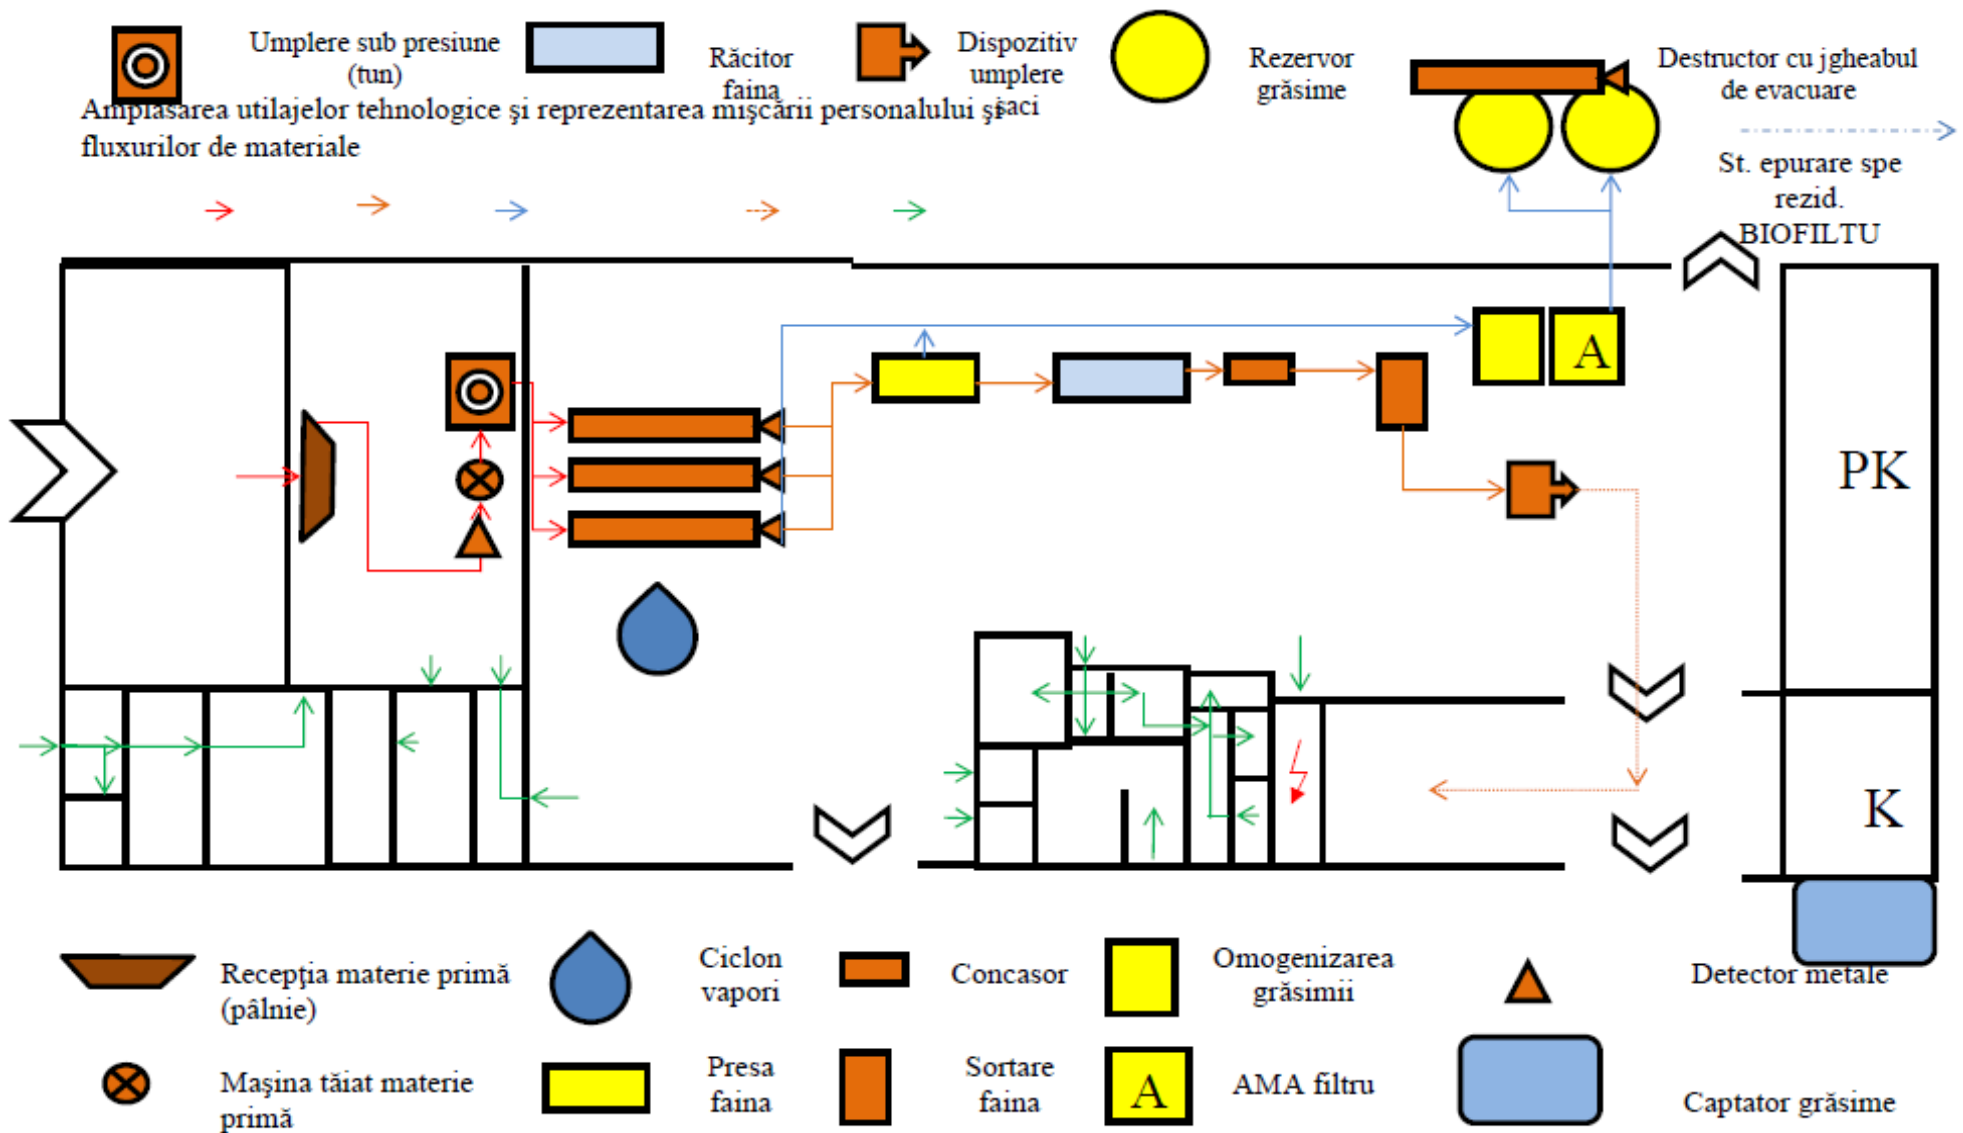 Umplere sub presiune
(tun)
Răcitor
faina
Dispozitiv
umplere
saci
Rezervor
grăsime
Destructor cu jgheabul
de evacuare
Amplasarea utilajelor tehnologice şi reprezentarea mişcării personalului şi
fluxurilor de materiale
St. epurare spe
rezid.
BIOFILTU
A
PK
K
Recepţia materie primă
(pâlnie)
Ciclon
vapori
Concasor
Omogenizarea
grăsimii
Detector metale
Maşina tăiat materie
primă
Presa
faina
Sortare
faina
A
AMA filtru
Captator grăsime